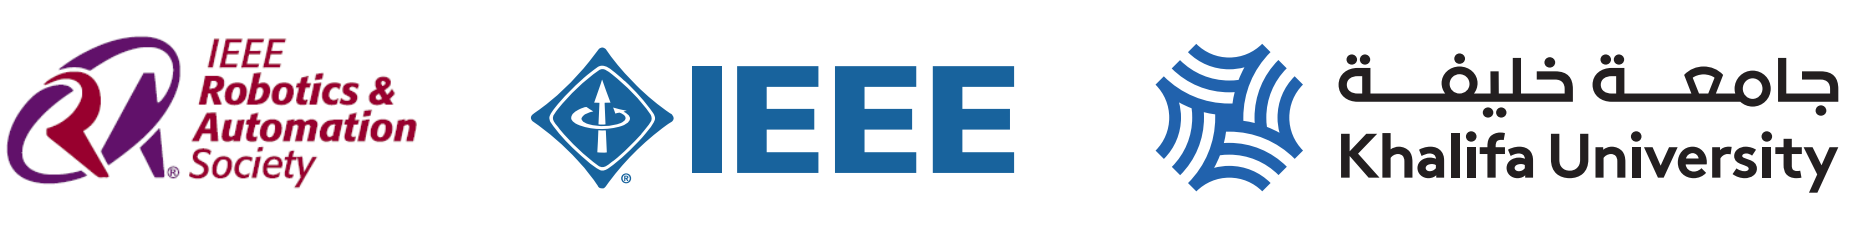 IEEE
Robotics &
Automation
Society
®
IEEE
®
جامعة خليفة
Khalifa University